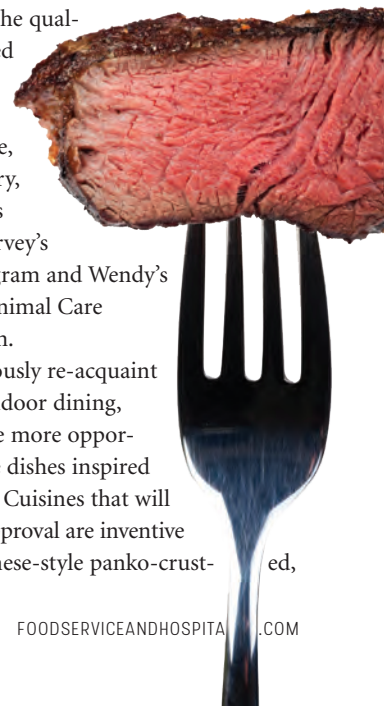 he qual-
ed
e,
ry,
s
rvey's
gram and Wendy's
nimal Care
n.
ously re-acquaint
door dining,
e more oppor-
e dishes inspired
Cuisines that will
proval are inventive
nese-style panko-crust- ed,
FOODSERVICEANDHOSPITA .COM